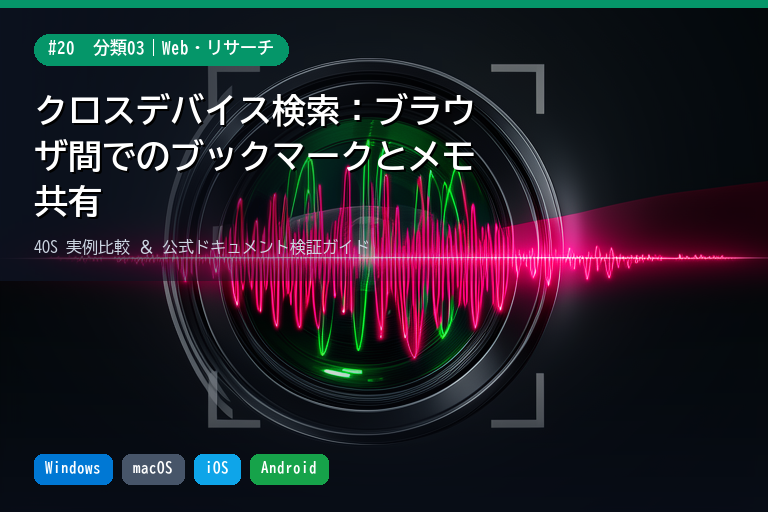 #20 分類03｜Web・リサーチ
クロスデバイス検索：ブラウ
ザ間でのブックマークとメモ
共有
4OS 実例比較 & 公式ドキュメント検証ガイド
Windows macOS iOS Android